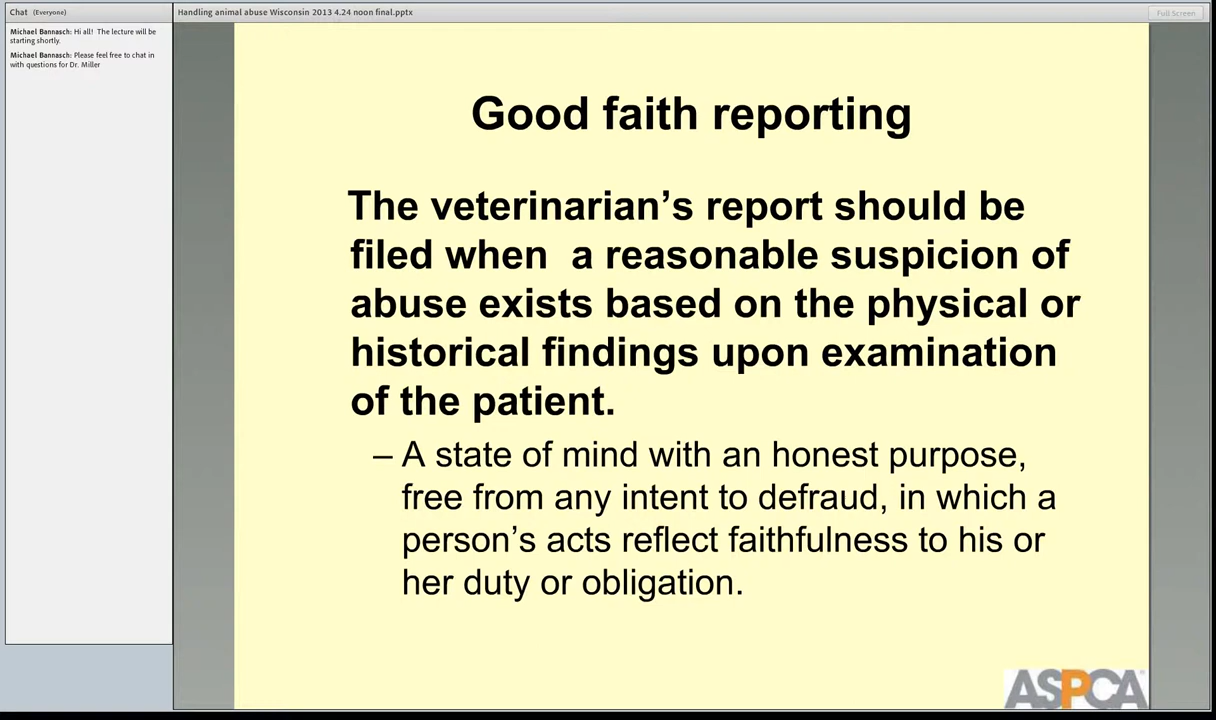 Chat (Everyone)
Michael Bannasch: Hi all! The lecture will be
starting shortly.
Michael Bannasch: Please feel free to chat in
with questions for Dr. Miller
Handling animal abuse Wisconsin 2013 4.24 noon final.pptx
Full Screen
Good faith reporting
The veterinarian’s report should be
filed when a reasonable suspicion of
abuse exists based on the physical or
historical findings upon examination
of the patient.
– A state of mind with an honest purpose,
free from any intent to defraud, in which a
person’s acts reflect faithfulness to his or
her duty or obligation.
ASPCA